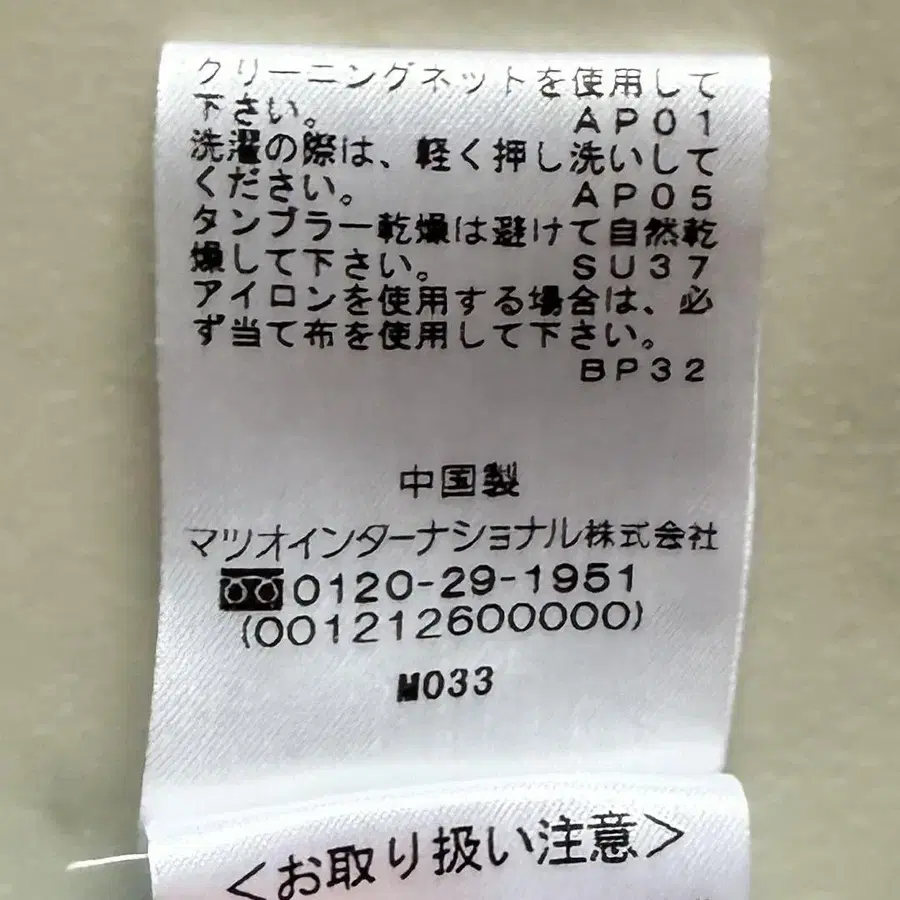 クリーニングネットを使用して
下さい。 AP01
洗濯の際は、軽く押し洗いして
ください。 AP05
タンブラー乾燥は避けて自然乾
燥して下さい。 SU37
アイロンを使用する場合は、必
ず当て布を使用して下さい。
BP32
中国製
マツオインターナショナル株式会社
0120-29-1951
(001212600000)
M033
<お取り扱い注意>